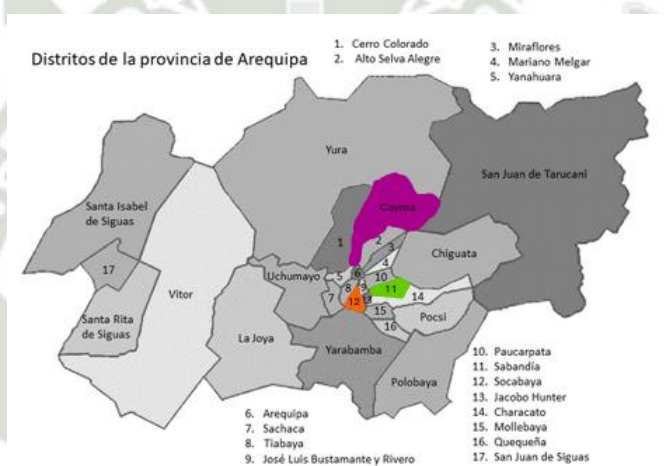 Distritos de la provincia de Arequipa
1. Cerro Colorado
2. Alto Selva Alegre
3. Miraflores
4. Mariano Melgar
5. Yanahuara
Yura
San Juan de Tarucani
Cayma
Santa Isabel
de Siguas
1
2
3
4
Chiguata
17
Uchumayo
5
6
10
Vitor
7
8
9
11
14
12
13
Santa Rita
de Siguas
15
Pocsi
La Joya
16
Yarabamba
Polobaya
6. Arequipa
7. Sachaca
8. Tiabaya
9. José Luis Bustamante y Rivero
10. Paucarpata
11. Sabandía
12. Socabaya
13. Jacobo Hunter
14. Characato
15. Mollebaya
16. Quequeña
17. San Juan de Siguas